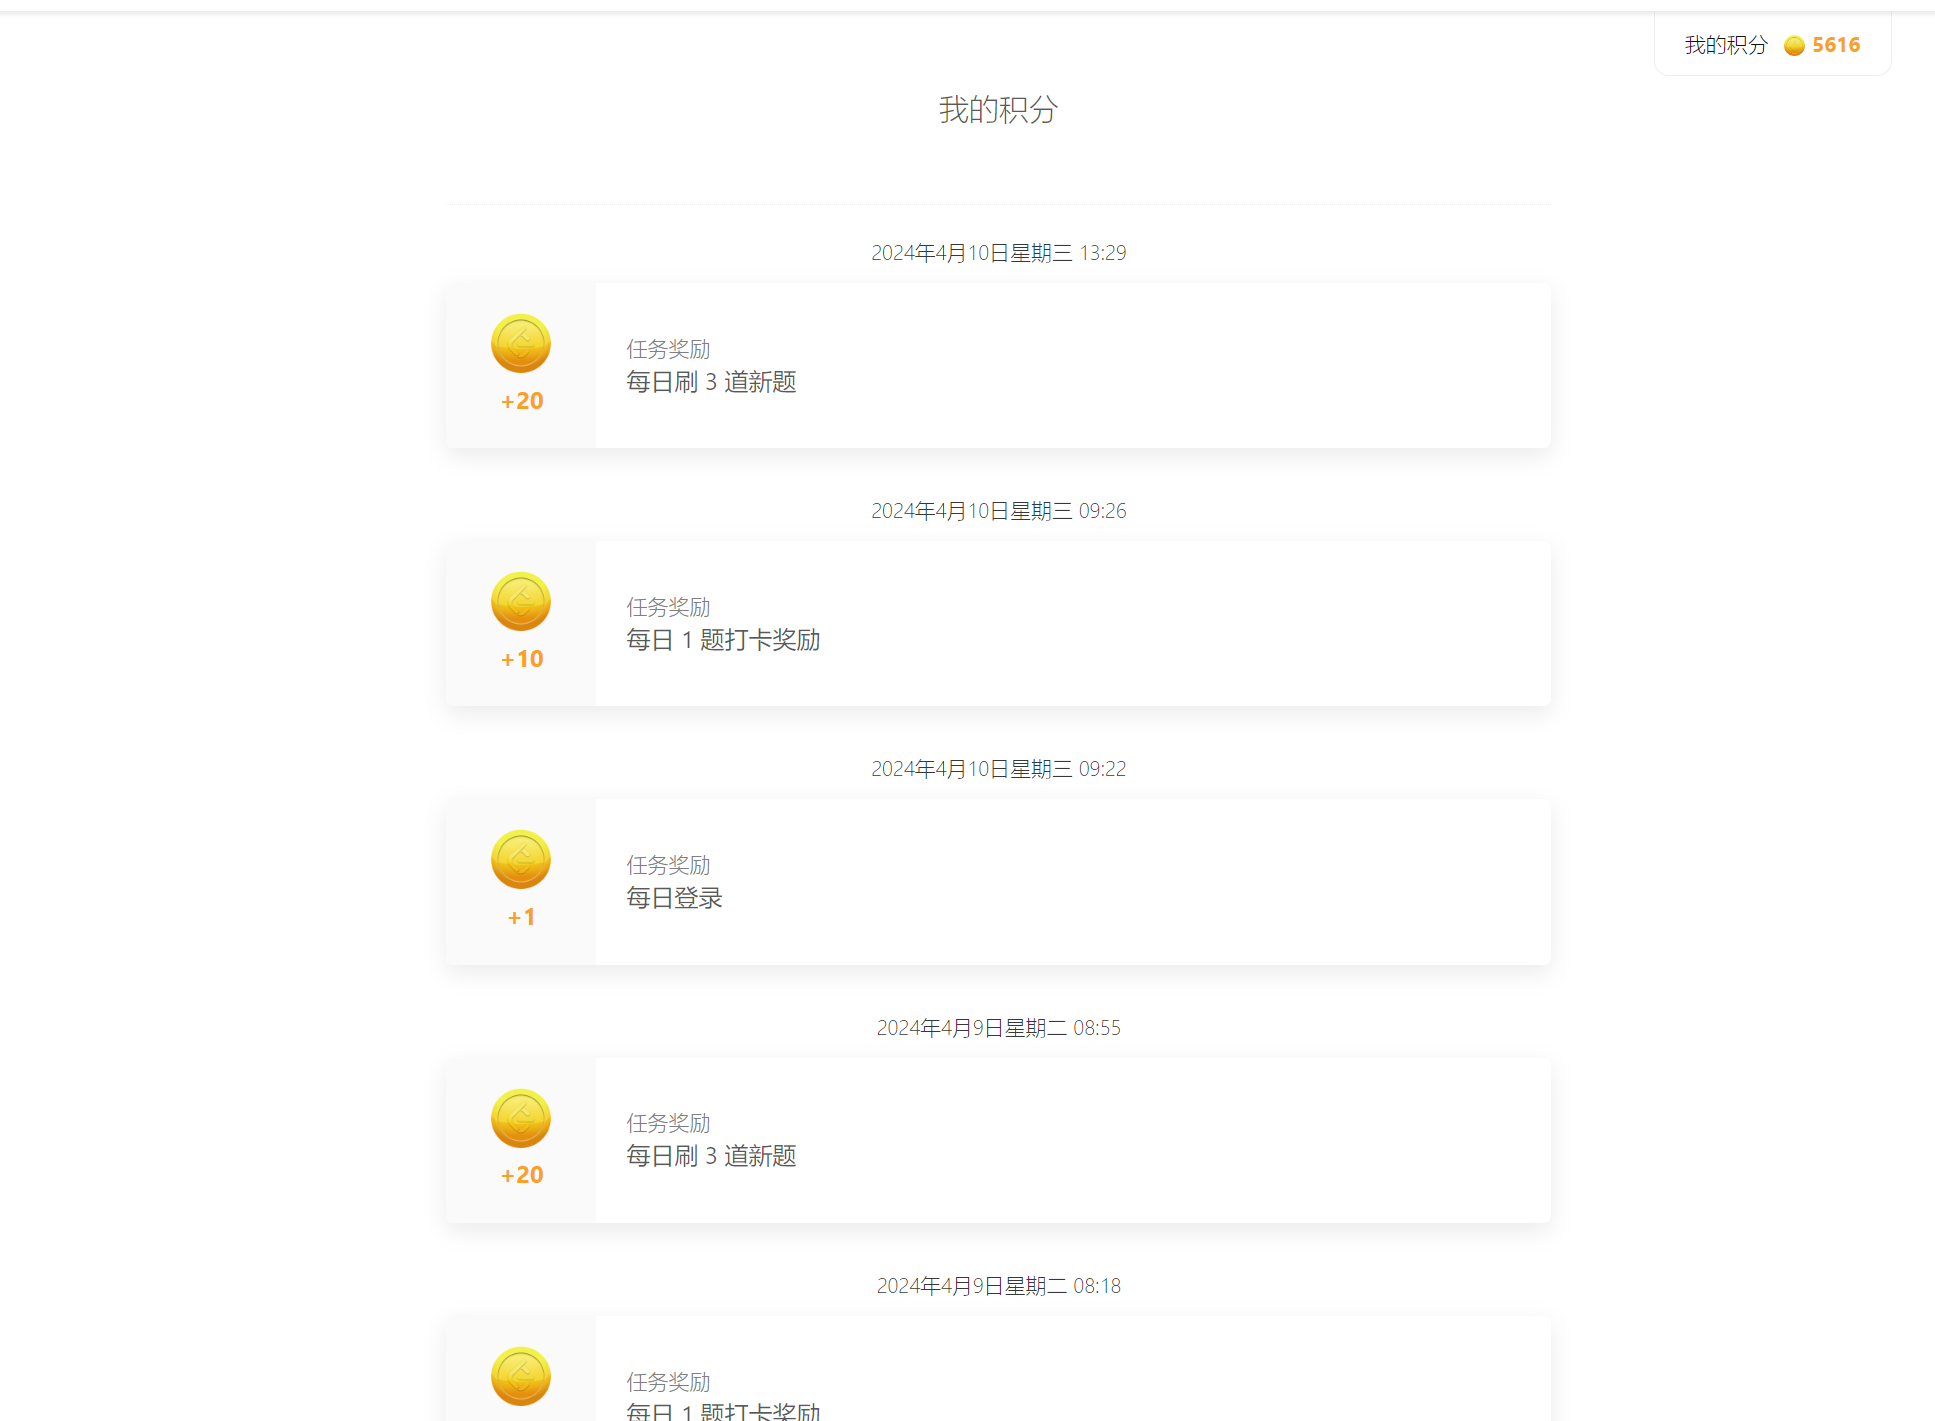 我的积分 5616
我的积分
2024年4月10日星期三 13:29
任务奖励
每日刷 3 道新题
+20
2024年4月10日星期三 09:26
任务奖励
每日 1 题打卡奖励
+10
2024年4月10日星期三 09:22
任务奖励
每日登录
+1
2024年4月9日星期二 08:55
任务奖励
每日刷 3 道新题
+20
2024年4月9日星期二 08:18
任务奖励
每日 1 题打卡奖励